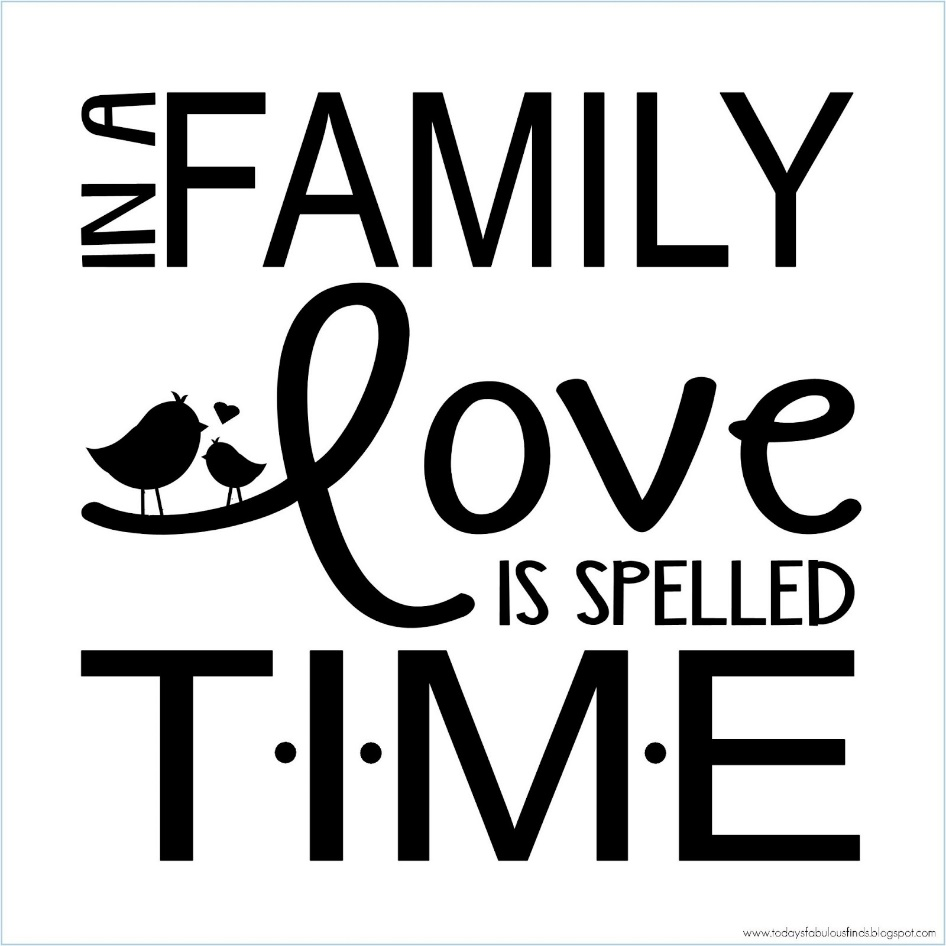 IN A FAMILY
love
IS SPELLED
T·I·M·E
www.todaysfabulousfinds.blogspot.com